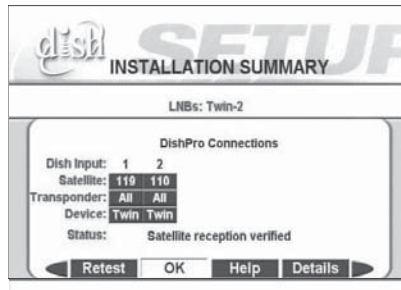 dish
SETUP
INSTALLATION SUMMARY
LNBs: Twin-2
DishPro Connections
Dish Input: 1 2
Satellite: 119 110
Transponder: All All
Device: Twin Twin
Status: Satellite reception verified
Retest OK Help Details